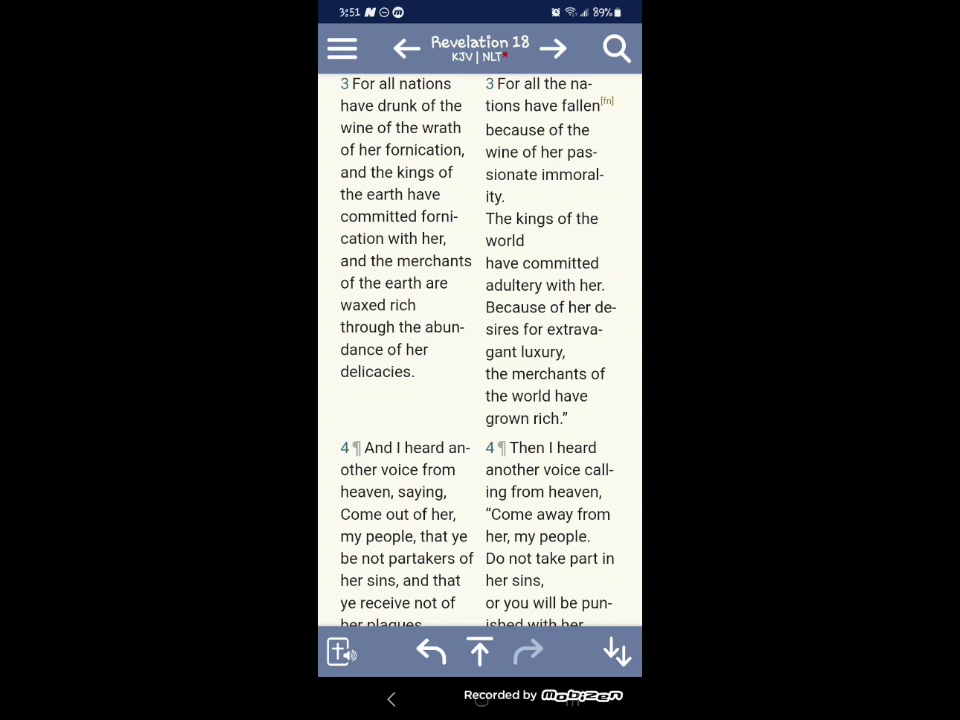 3:51
89%
Revelation 18
KJV | NLT*
3 For all nations
have drunk of the
wine of the wrath
of her fornication,
and the kings of
the earth have
committed forni-
cation with her,
and the merchants
of the earth are
waxed rich
through the abun-
dance of her
delicacies.
3 For all the na-
tions have fallen[fn]
because of the
wine of her pas-
sionate immoral-
ity.
The kings of the
world
have committed
adultery with her.
Because of her de-
sires for extrava-
gant luxury,
the merchants of
the world have
grown rich.”
4 ¶ And I heard an-
other voice from
heaven, saying,
Come out of her,
my people, that ye
be not partakers of
her sins, and that
ye receive not of
her plagues
4 ¶ Then I heard
another voice call-
ing from heaven,
“Come away from
her, my people.
Do not take part in
her sins,
or you will be pun-
ished with her
Recorded by mobizen